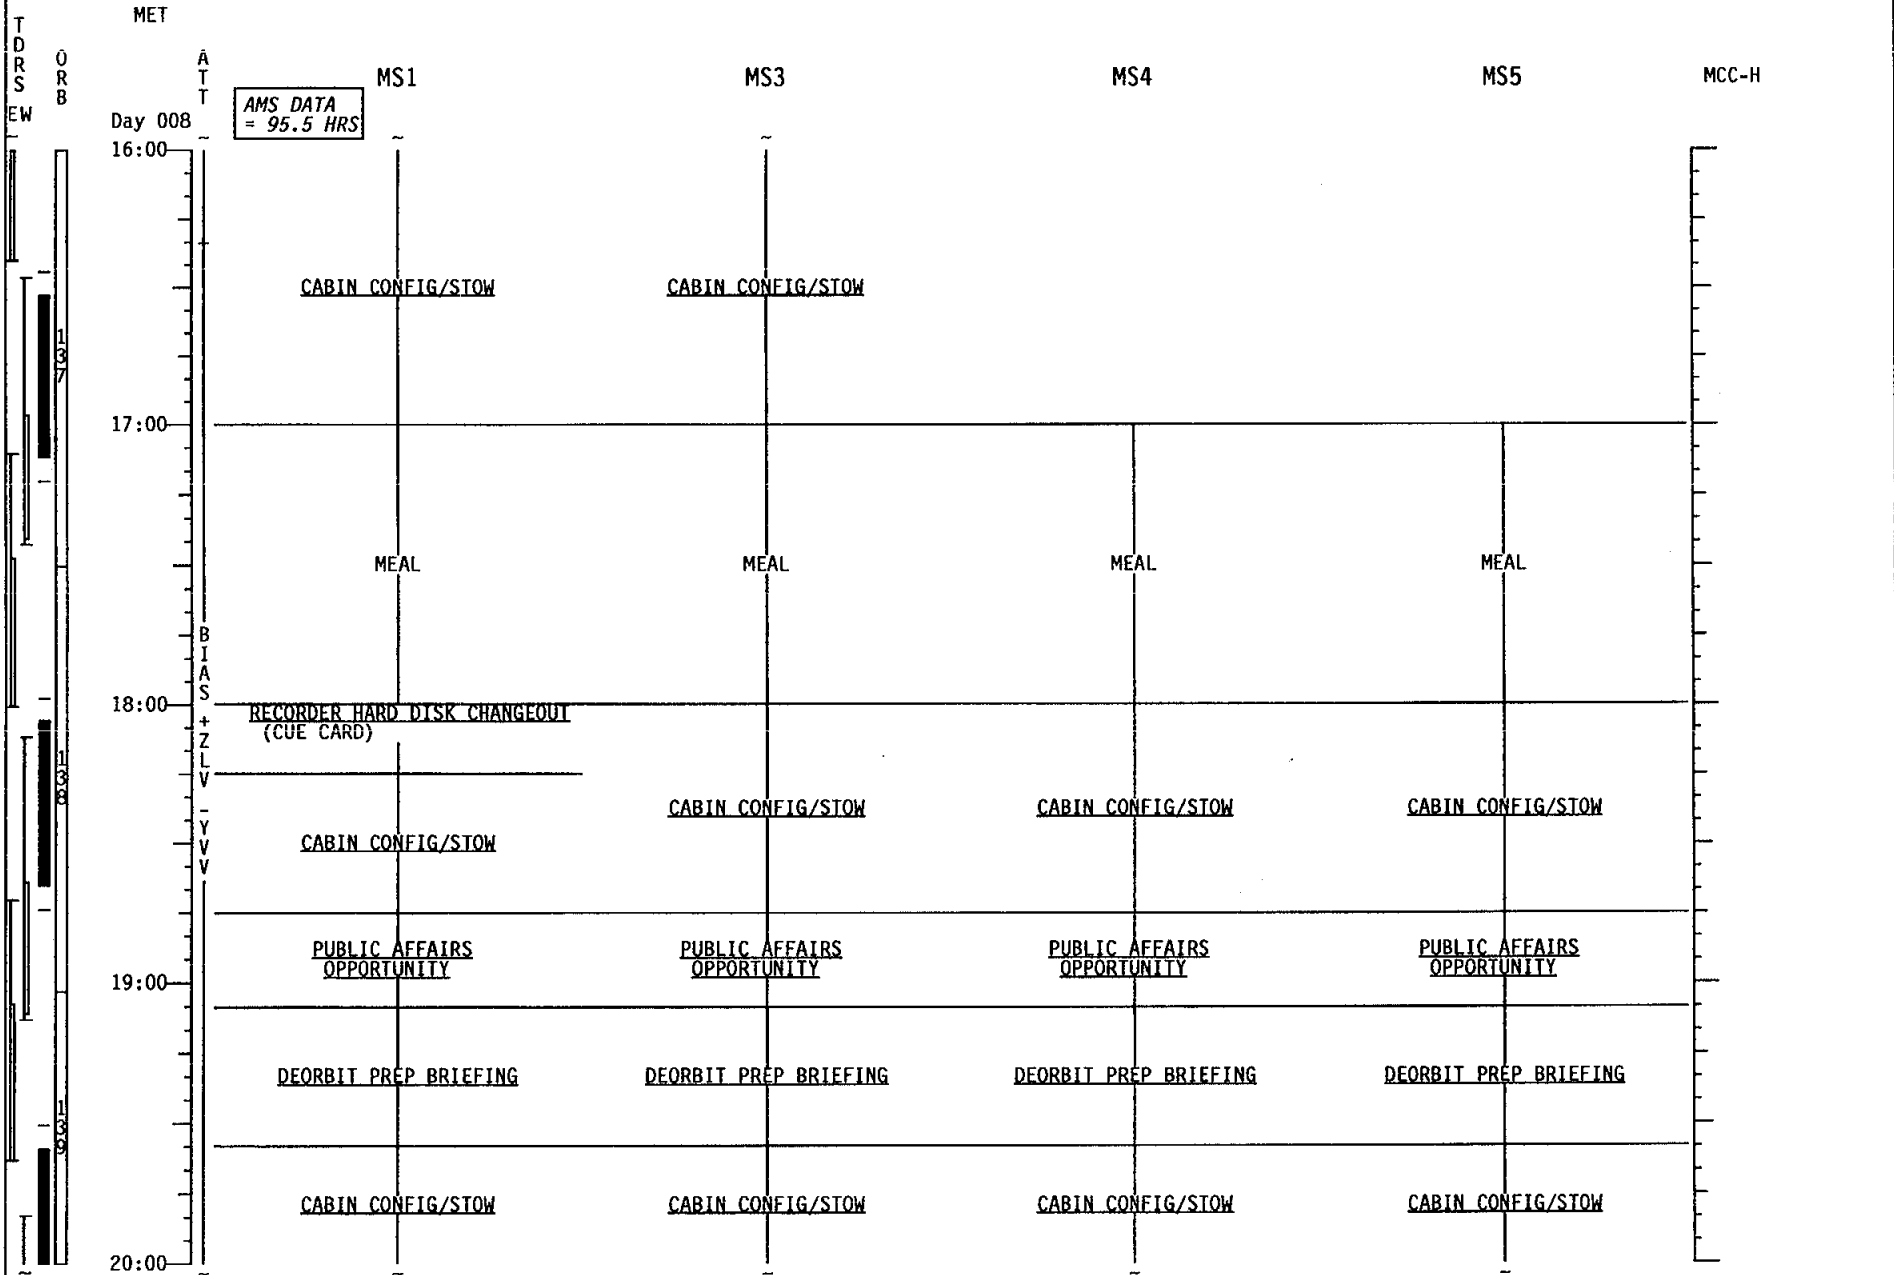 MET
TDRS
ORB
ATT
MS1
MS3
MS4
MS5
MCC-H
EW
AMS DATA
= 95.5 HRS
Day 008
16:00
CABIN CONFIG/STOW
CABIN CONFIG/STOW
137
17:00
MEAL
MEAL
MEAL
MEAL
BIAS +ZLV -YVV
18:00
RECORDER HARD DISK CHANGEOUT
(CUE CARD)
138
CABIN CONFIG/STOW
CABIN CONFIG/STOW
CABIN CONFIG/STOW
CABIN CONFIG/STOW
PUBLIC AFFAIRS
OPPORTUNITY
PUBLIC AFFAIRS
OPPORTUNITY
PUBLIC AFFAIRS
OPPORTUNITY
PUBLIC AFFAIRS
OPPORTUNITY
19:00
DEORBIT PREP BRIEFING
DEORBIT PREP BRIEFING
DEORBIT PREP BRIEFING
DEORBIT PREP BRIEFING
139
CABIN CONFIG/STOW
CABIN CONFIG/STOW
CABIN CONFIG/STOW
CABIN CONFIG/STOW
20:00